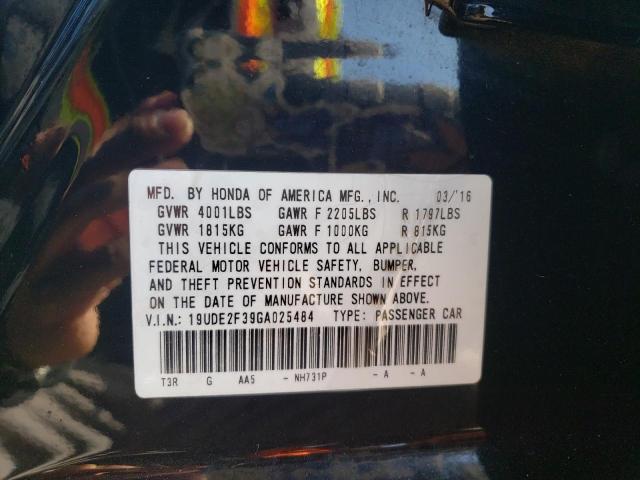 MFD. BY HONDA OF AMERICA MFG., INC. 03/'16
GVWR 4001LBS GAWR F 2205LBS R 1797LBS
GVWR 1815KG GAWR F 1000KG R 815KG
THIS VEHICLE CONFORMS TO ALL APPLICABLE
FEDERAL MOTOR VEHICLE SAFETY, BUMPER,
AND THEFT PREVENTION STANDARDS IN EFFECT
ON THE DATE OF MANUFACTURE SHOWN ABOVE.
V.I.N.: 19UDE2F39GA025484 TYPE: PASSENGER CAR
T3R G AA5 - NH731P - A - A